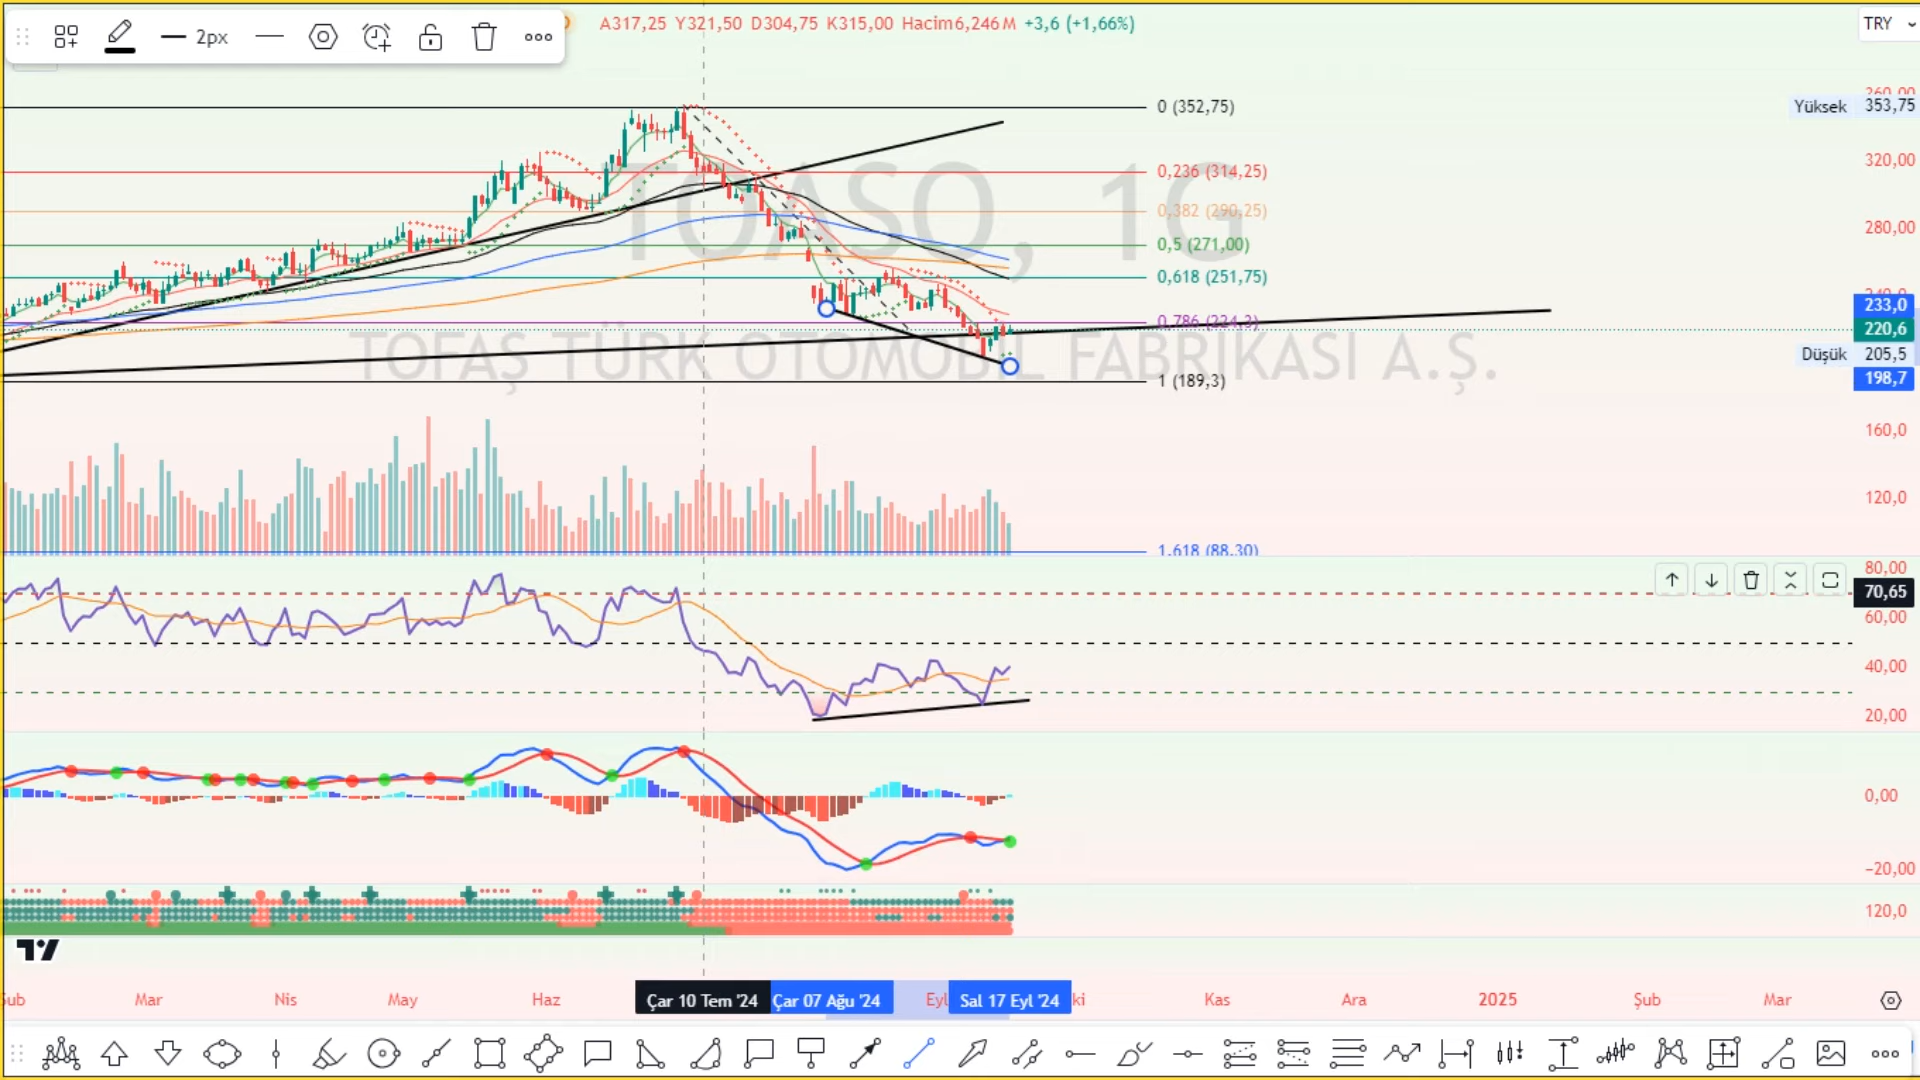 2px
A317,25 Y321,50 D304,75 K315,00 Hacim6,246 M +3,6 (+1,66%)
TRY
0 (352,75)
Yüksek 353,75
320,00
0,236 (314,25)
TOASO, 1G
0,382 (290,25)
280,00
0,5 (271,00)
0,618 (251,75)
233,0
0,786 (224,3)
220,6
TOFAŞ TÜRK OTOMOBİL FABRİKASI A.Ş.
Düşük 205,5
198,7
1 (189,3)
160,0
120,0
1,618 (88,30)
80,00
70,65
60,00
40,00
20,00
0,00
−20,00
120,0
Mar Nis May Haz Çar 10 Tem '24 Çar 07 Ağu '24 Eyl Sal 17 Eyl '24 Kas Ara 2025 Şub Mar